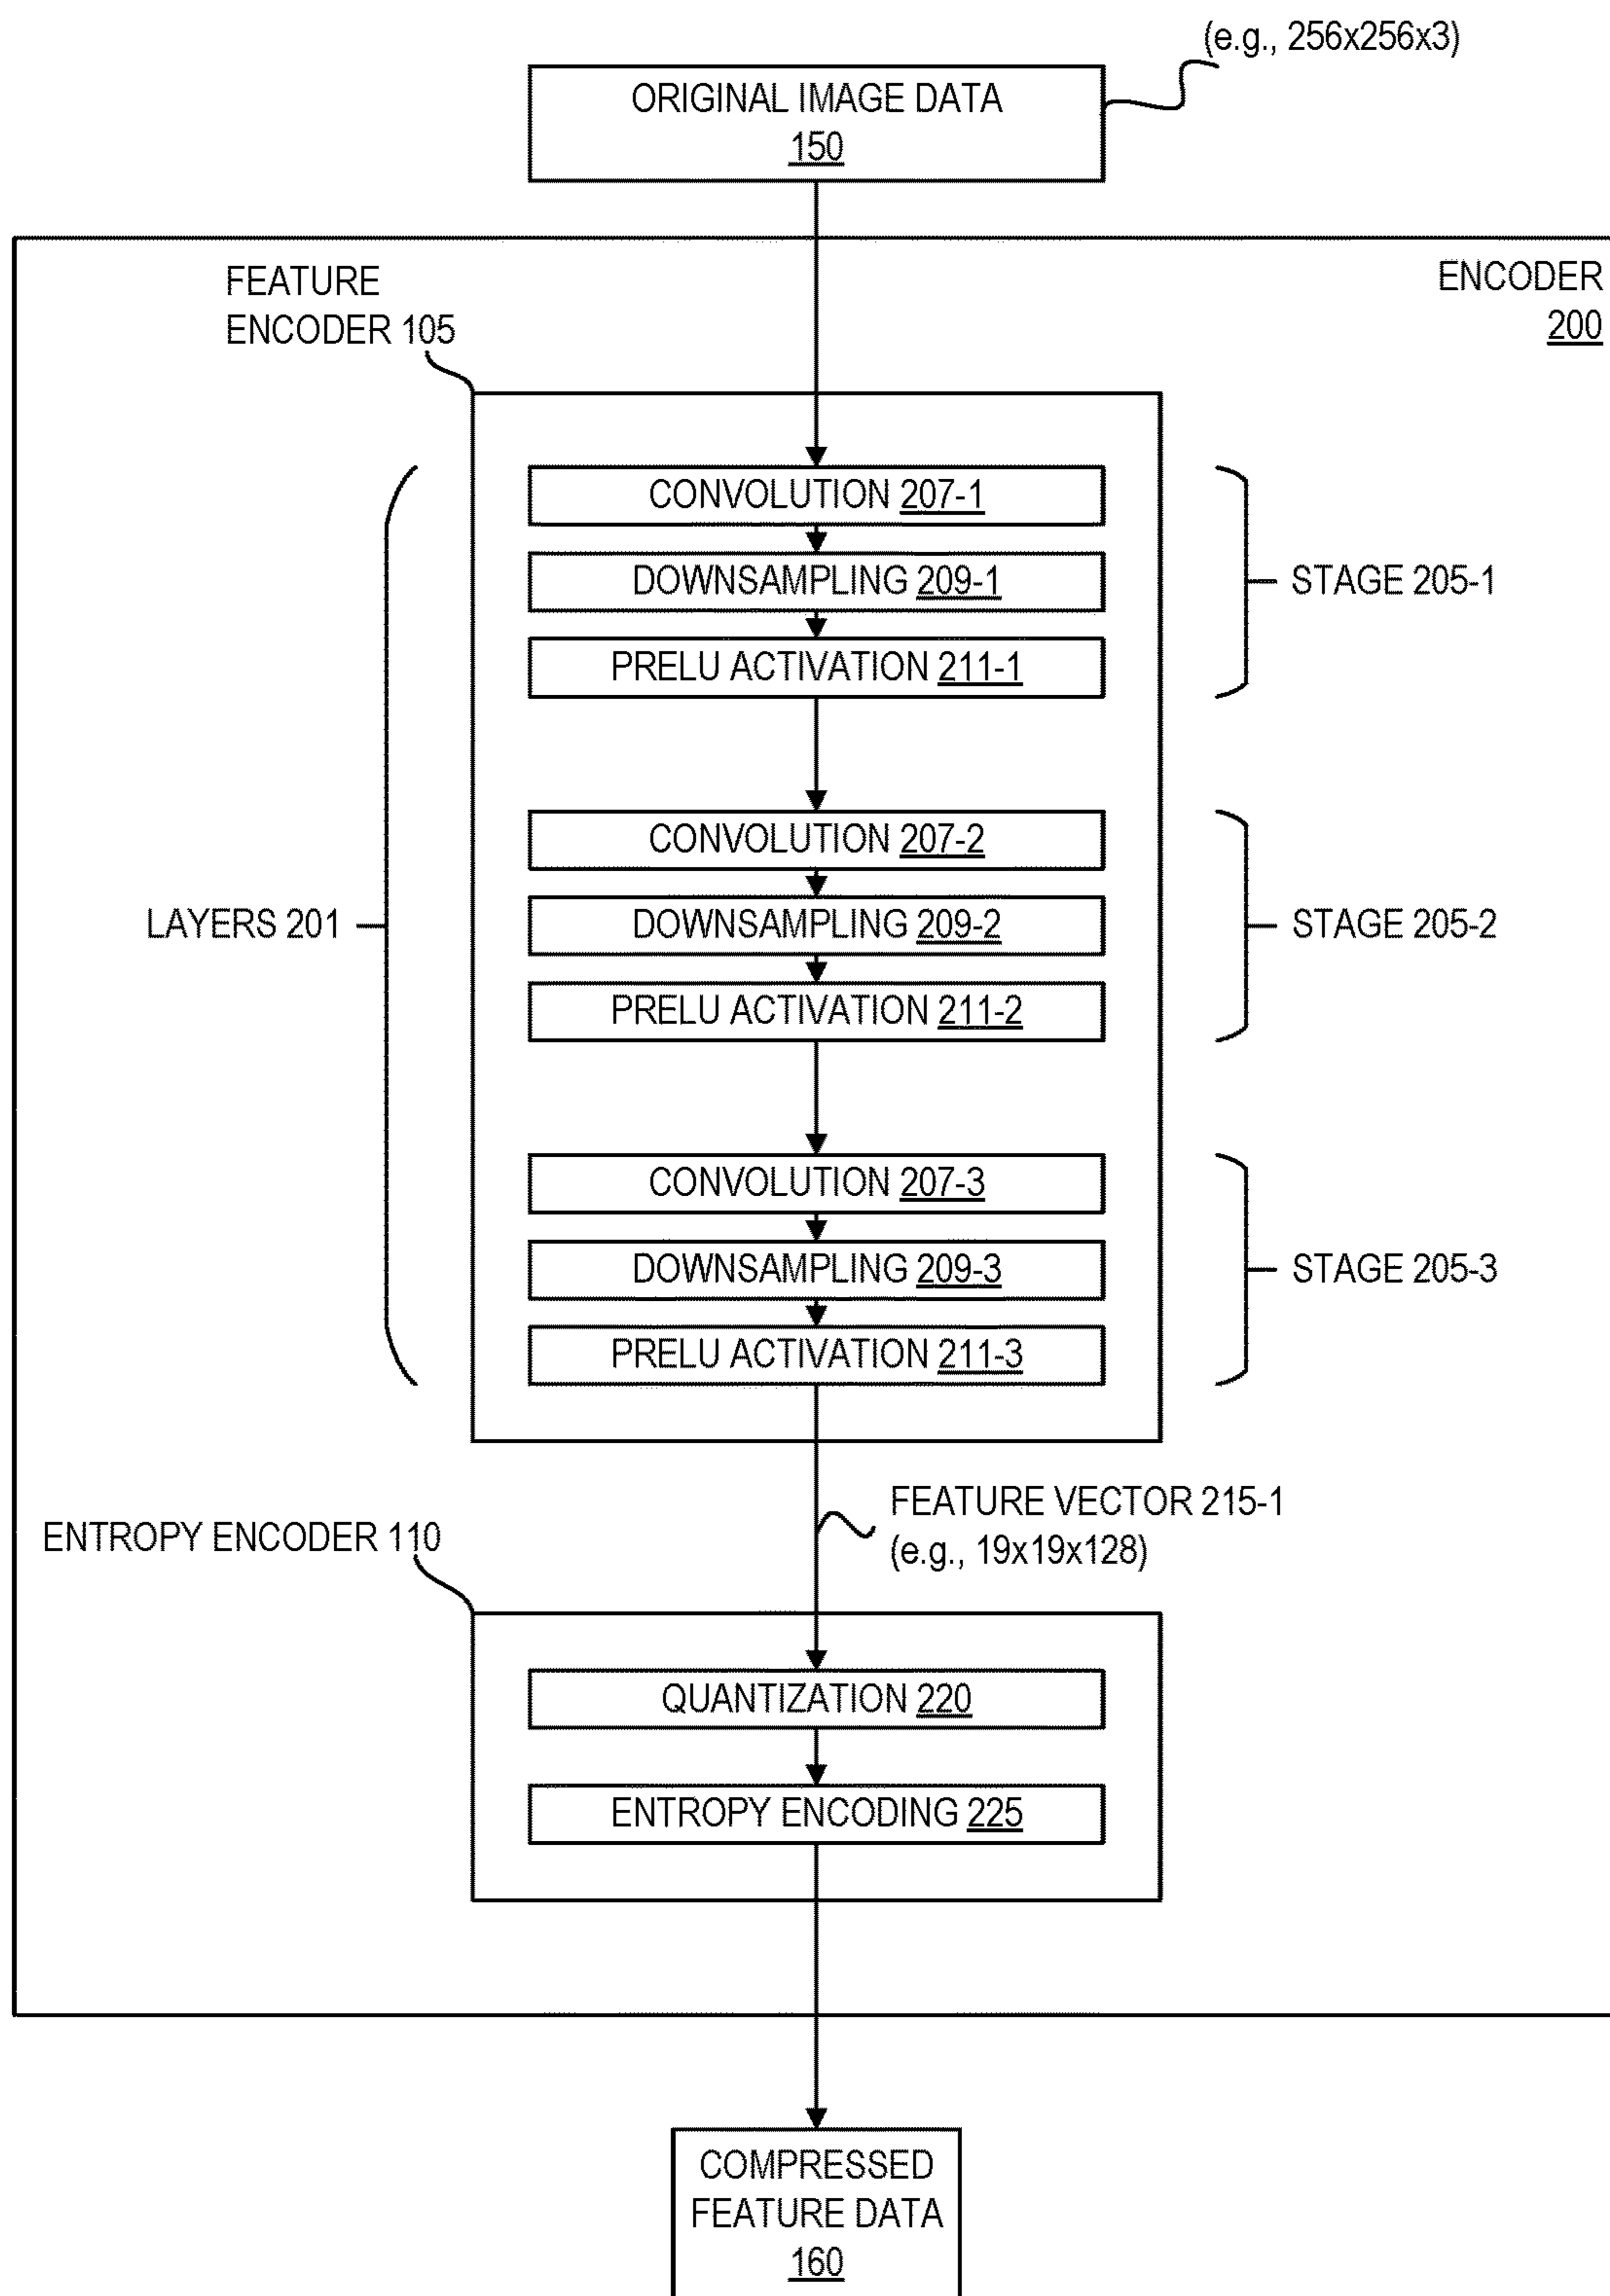 (e.g., 256x256x3)
ORIGINAL IMAGE DATA
150
FEATURE
ENCODER 105
ENCODER
200
CONVOLUTION 207-1
DOWNSAMPLING 209-1
STAGE 205-1
PRELU ACTIVATION 211-1
CONVOLUTION 207-2
LAYERS 201
DOWNSAMPLING 209-2
STAGE 205-2
PRELU ACTIVATION 211-2
CONVOLUTION 207-3
DOWNSAMPLING 209-3
STAGE 205-3
PRELU ACTIVATION 211-3
FEATURE VECTOR 215-1
(e.g., 19x19x128)
ENTROPY ENCODER 110
QUANTIZATION 220
ENTROPY ENCODING 225
COMPRESSED
FEATURE DATA
160